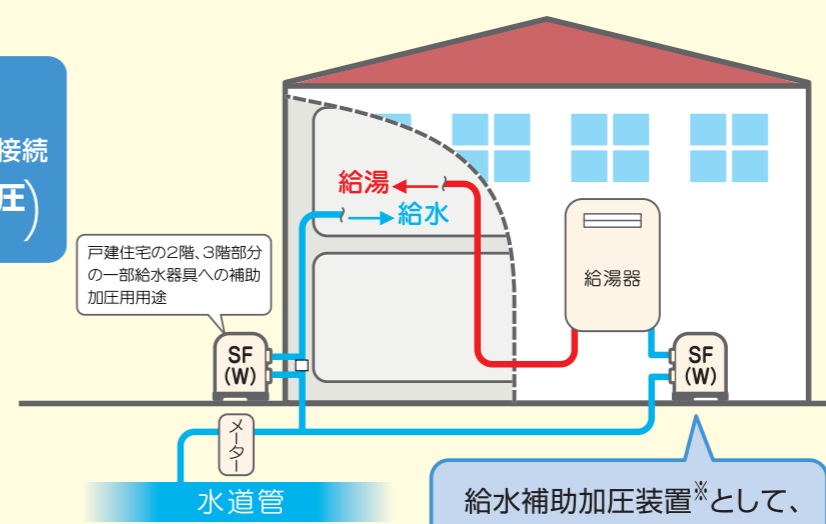 接続
圧)
戸建住宅の2階、3階部分
の一部給水器具への補助
加圧用用途
給湯
給水
給湯器
SF
(W)
SF
(W)
メーター
水道管
給水補助加圧装置※として、